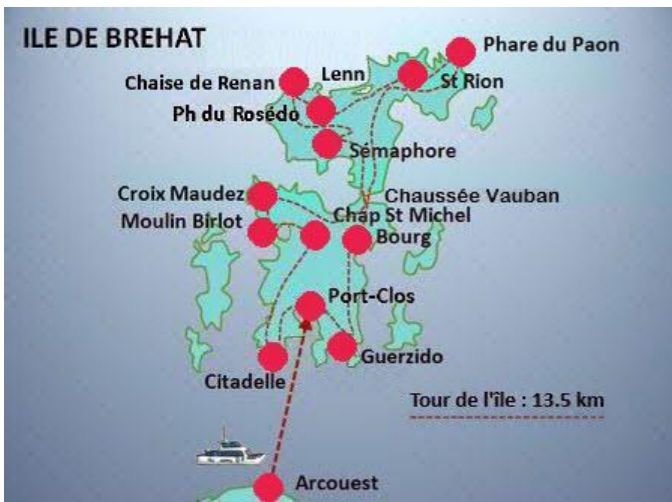 ILE DE BREHAT
Phare du Paon
Lenn
Chaise de Renan
St Rion
Ph du Rosédo
Sémaphore
Croix Maudez
Chaussée Vauban
Chap St Michel
Moulin Birlot
Bourg
Port-Clos
Guerzido
Citadelle
Tour de l'île : 13.5 km
Arcouest